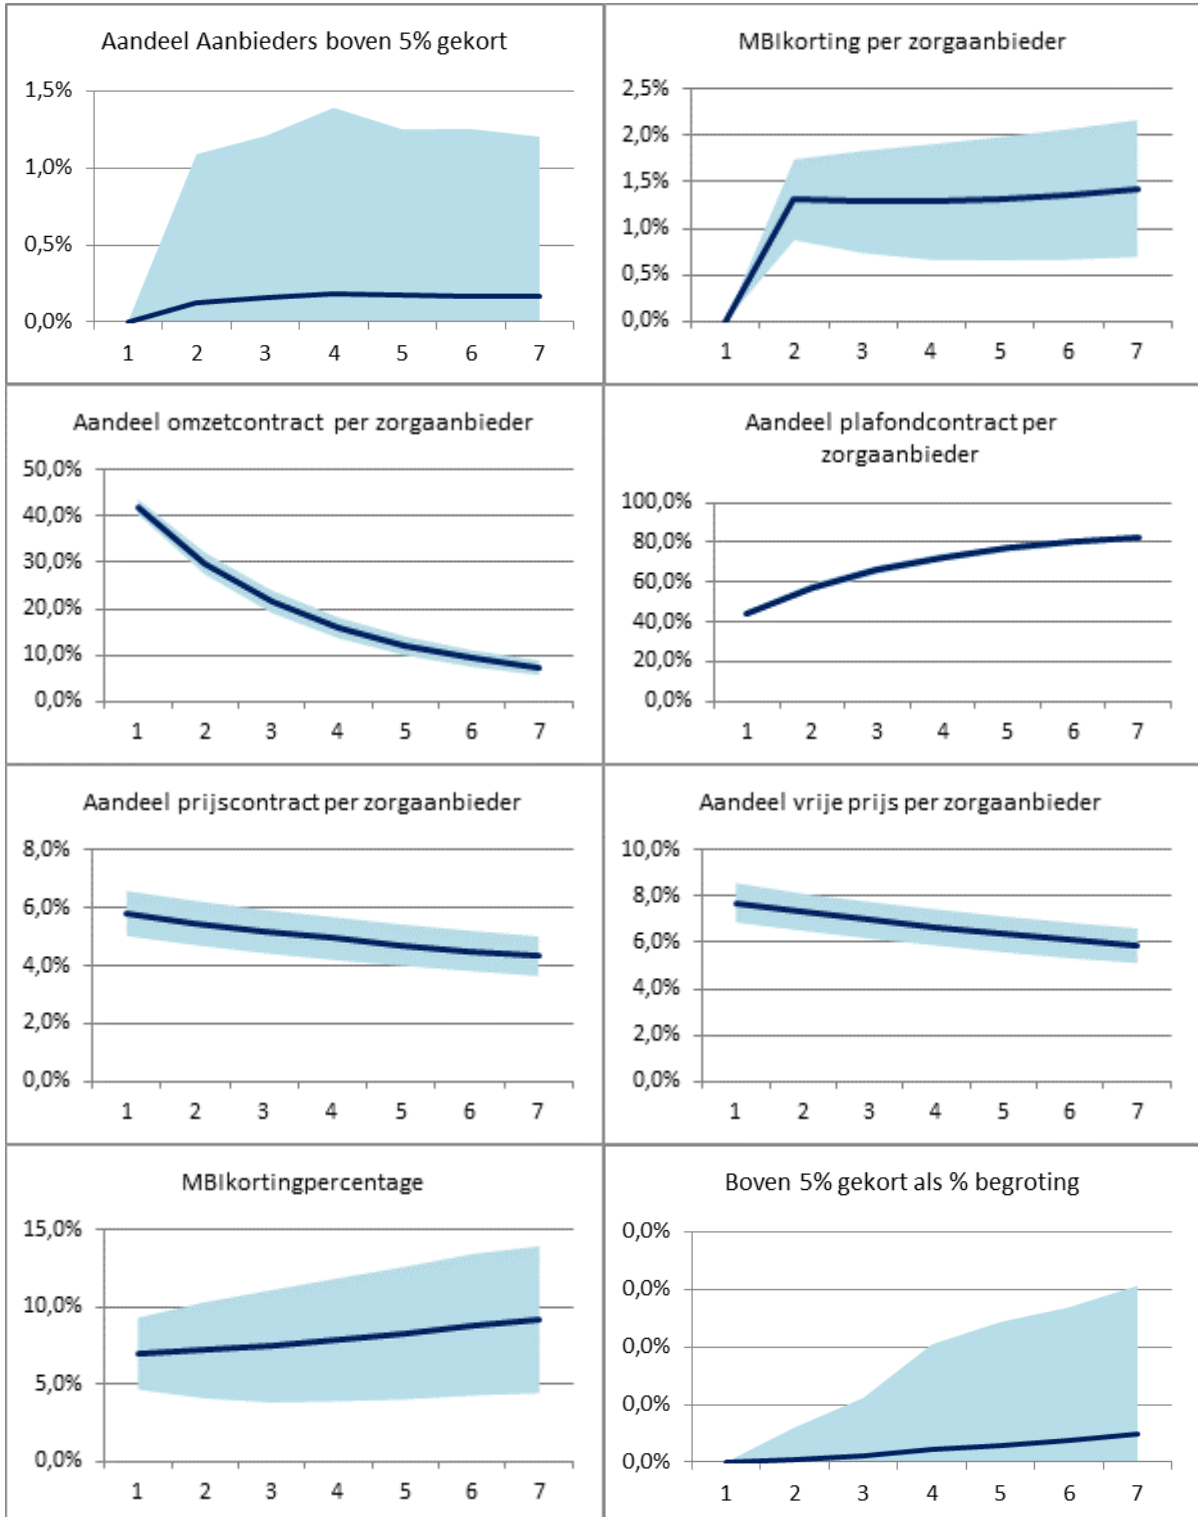 Aandeel Aanbieders boven 5% gekort
1,5%
1,0%
0,5%
0,0%
1 2 3 4 5 6 7
MBIkorting per zorgaanbieder
2,5%
2,0%
1,5%
1,0%
0,5%
0,0%
1 2 3 4 5 6 7
Aandeel omzetcontract per zorgaanbieder
50,0%
40,0%
30,0%
20,0%
10,0%
0,0%
1 2 3 4 5 6 7
Aandeel plafondcontract per
zorgaanbieder
100,0%
80,0%
60,0%
40,0%
20,0%
0,0%
1 2 3 4 5 6 7
Aandeel prijscontract per zorgaanbieder
8,0%
6,0%
4,0%
2,0%
0,0%
1 2 3 4 5 6 7
Aandeel vrije prijs per zorgaanbieder
10,0%
8,0%
6,0%
4,0%
2,0%
0,0%
1 2 3 4 5 6 7
MBIkortingpercentage
15,0%
10,0%
5,0%
0,0%
1 2 3 4 5 6 7
Boven 5% gekort als % begroting
0,0%
0,0%
0,0%
0,0%
0,0%
1 2 3 4 5 6 7